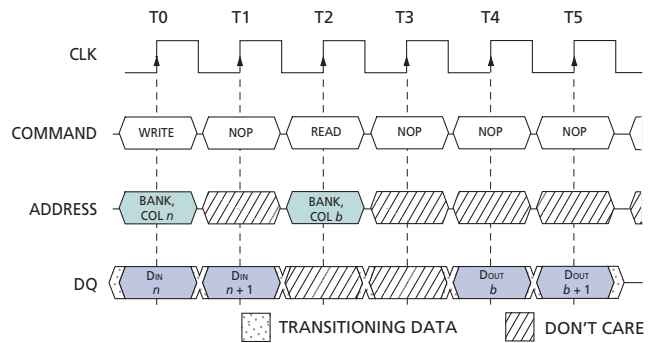 T0 T1 T2 T3 T4 T5
CLK
COMMAND WRITE NOP READ NOP NOP NOP
ADDRESS BANK, COL n BANK, COL b
DQ DIN n DIN n + 1 DOUT b DOUT b + 1
TRANSITIONING DATA DON'T CARE